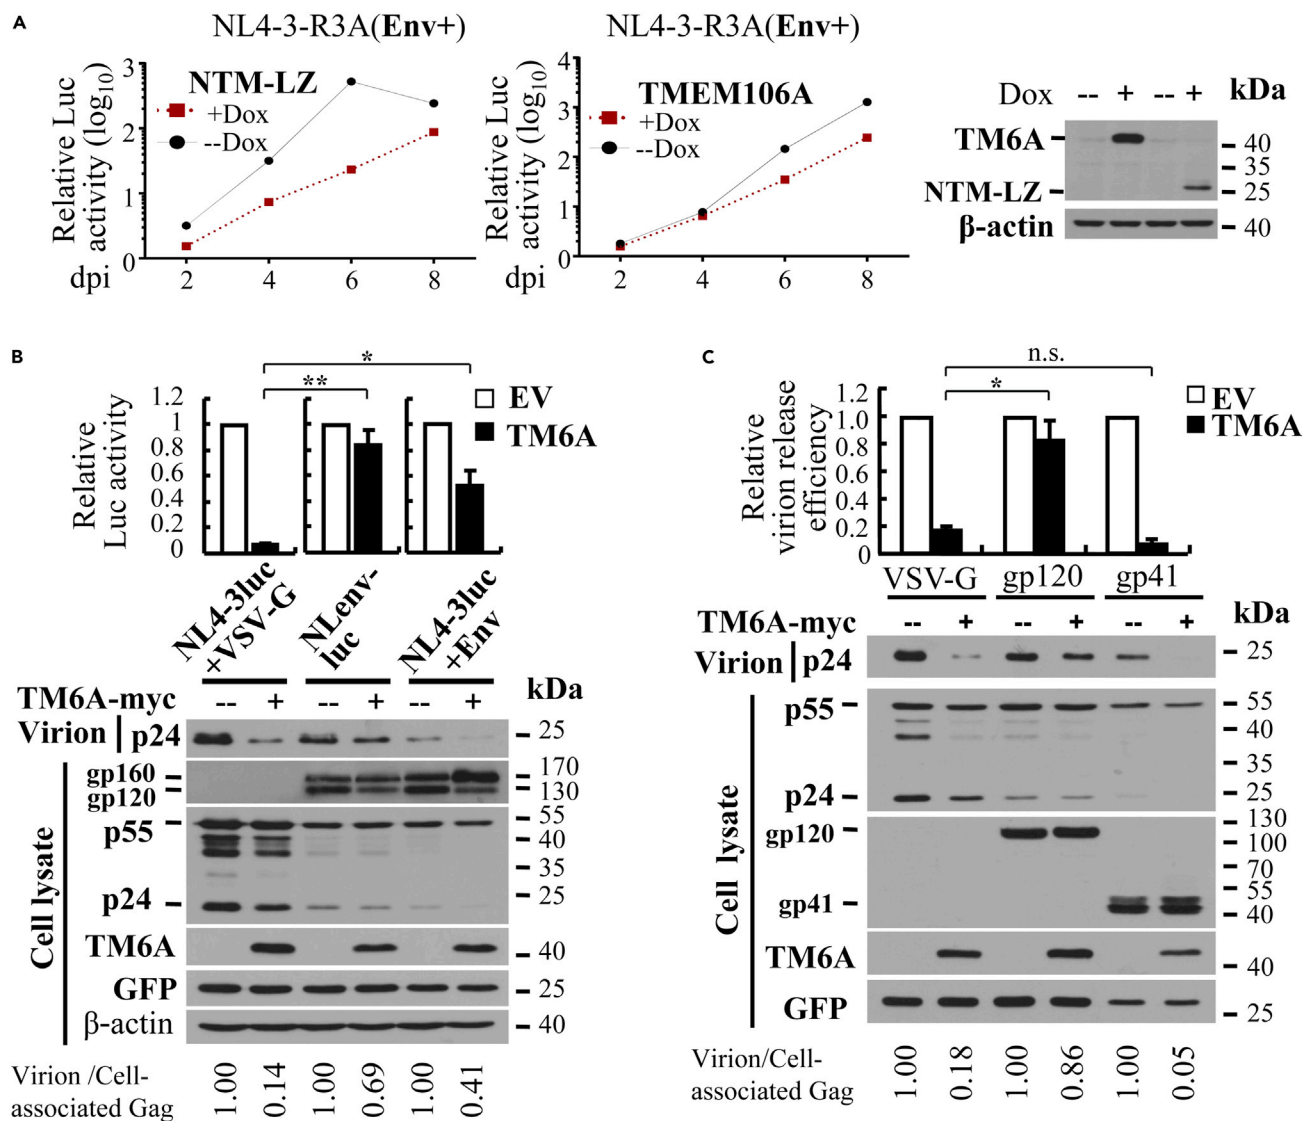 A
NL4-3-R3A(Env+)
Relative Luc
activity (log10)
3
2
1
0
NTM-LZ
+Dox
--Dox
dpi
2 4 6 8
NL4-3-R3A(Env+)
Relative Luc
activity (log10)
4
3
2
1
0
TMEM106A
+Dox
--Dox
dpi
2 4 6 8
Dox -- + -- + kDa
TM6A
NTM-LZ
β-actin
40
35
25
40
B
*
**
Relative
Luc activity
1.2
1
0.8
0.6
0.4
0.2
0
EV
TM6A
NL4-3luc
+VSV-G
NLenv-
luc
NL4-3luc
+Env
TM6A-myc -- + -- + -- + kDa
Virion p24 25
Cell lysate
gp160 170
gp120 130
p55 55
40
35
p24 25
TM6A 40
GFP 25
β-actin 40
Virion /Cell-
associated Gag
1.00 0.14 1.00 0.69 1.00 0.41
C
n.s.
*
Relative
virion release
efficiency
1.2
1.0
0.8
0.6
0.4
0.2
0
EV
TM6A
VSV-G gp120 gp41
TM6A-myc -- + -- + -- + kDa
Virion p24 25
Cell lysate
p55 55
40
35
p24 25
gp120 130
100
70
55
gp41 40
TM6A 40
GFP 25
Virion/Cell-
associated Gag
1.00 0.18 1.00 0.86 1.00 0.05